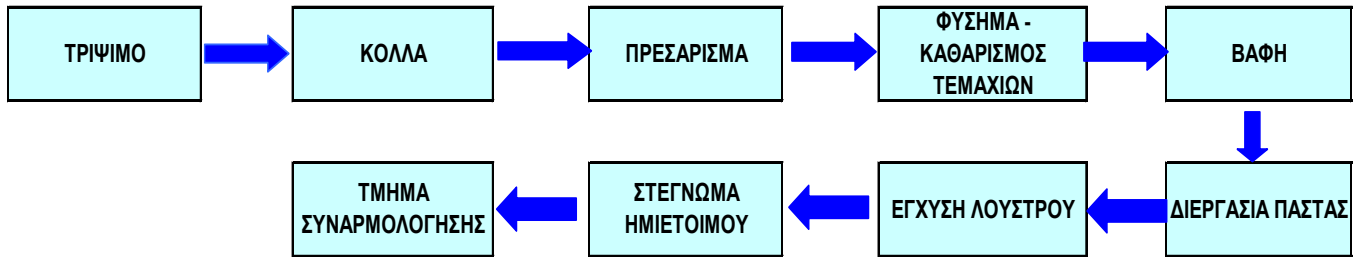 ΤΡΙΨΙΜΟ
ΚΟΛΛΑ
ΠΡΕΣΑΡΙΣΜΑ
ΦΥΣΗΜΑ -
ΚΑΘΑΡΙΣΜΟΣ
ΤΕΜΑΧΙΩΝ
ΒΑΦΗ
ΔΙΕΡΓΑΣΙΑ ΠΑΣΤΑΣ
ΕΓΧΥΣΗ ΛΟΥΣΤΡΟΥ
ΣΤΕΓΝΩΜΑ
ΗΜΙΕΤΟΙΜΟΥ
ΤΜΗΜΑ
ΣΥΝΑΡΜΟΛΟΓΗΣΗΣ